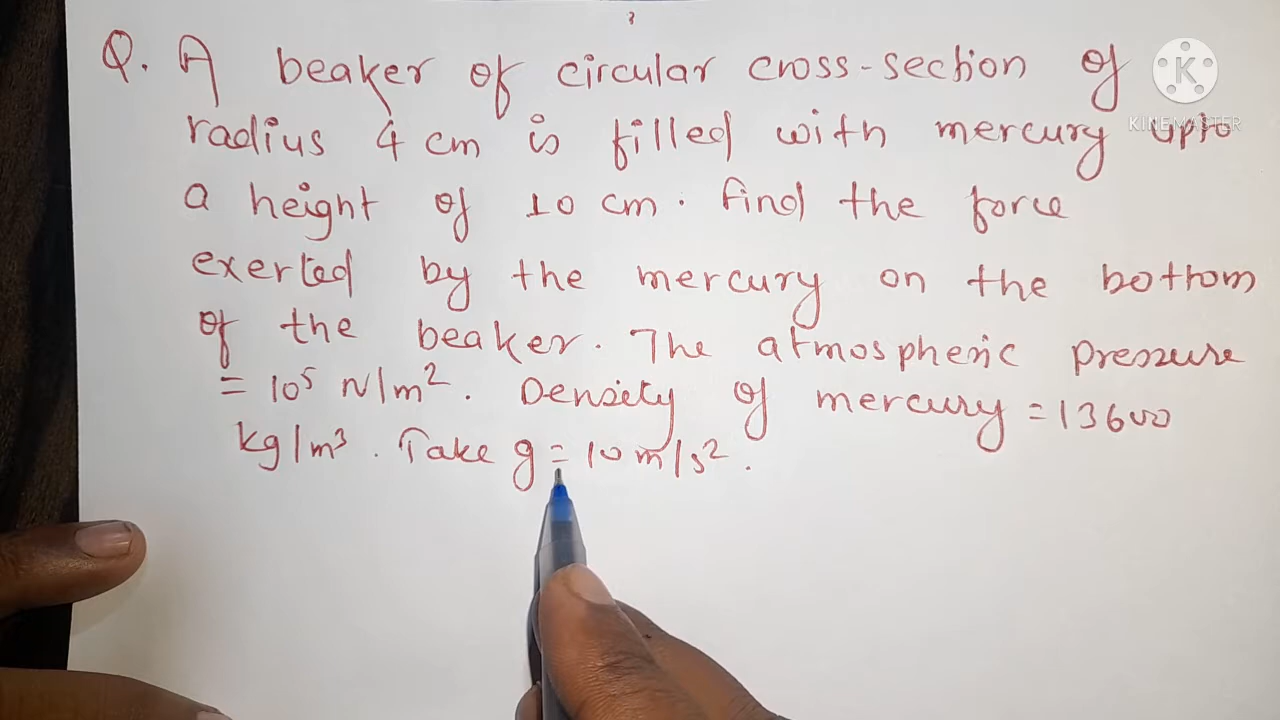 Q. A beaker of circular cross-section of
radius 4 cm is filled with mercury upto
a height of 10 cm. Find the force
exerted by the mercury on the bottom
of the beaker. The atmospheric pressure
= 10⁵ N/m². Density of mercury = 13600
kg/m³. Take g = 10 m/s².
K
KINEMASTER